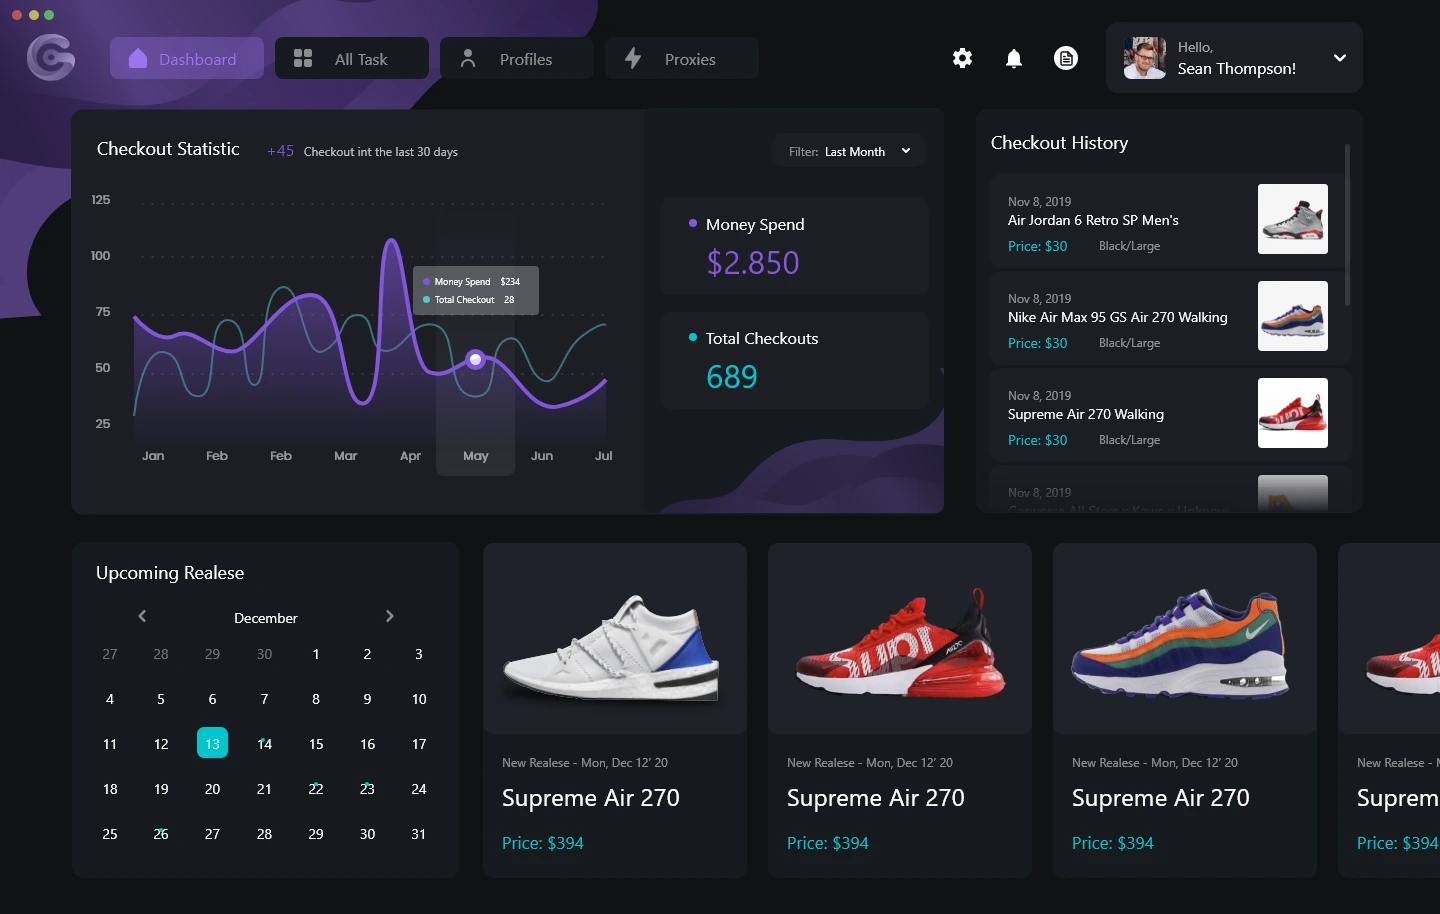 Dashboard
All Task
Profiles
Proxies
Hello,
Sean Thompson!
Checkout Statistic
+45 Checkout int the last 30 days
Filter: Last Month
125
100
75
50
25
Jan Feb Feb Mar Apr May Jun Jul
Money Spend $234
Total Checkout 28
Money Spend
$2.850
Total Checkouts
689
Checkout History
Nov 8, 2019
Air Jordan 6 Retro SP Men's
Price: $30 Black/Large
Nov 8, 2019
Nike Air Max 95 GS Air 270 Walking
Price: $30 Black/Large
Nov 8, 2019
Supreme Air 270 Walking
Price: $30 Black/Large
Nov 8, 2019
Upcoming Realese
December
27 28 29 30 1 2 3
4 5 6 7 8 9 10
11 12 13 14 15 16 17
18 19 20 21 22 23 24
25 26 27 28 29 30 31
New Realese - Mon, Dec 12' 20
Supreme Air 270
Price: $394
New Realese - Mon, Dec 12' 20
Supreme Air 270
Price: $394
New Realese - Mon, Dec 12' 20
Supreme Air 270
Price: $394
New Realese -
Suprem
Price: $394